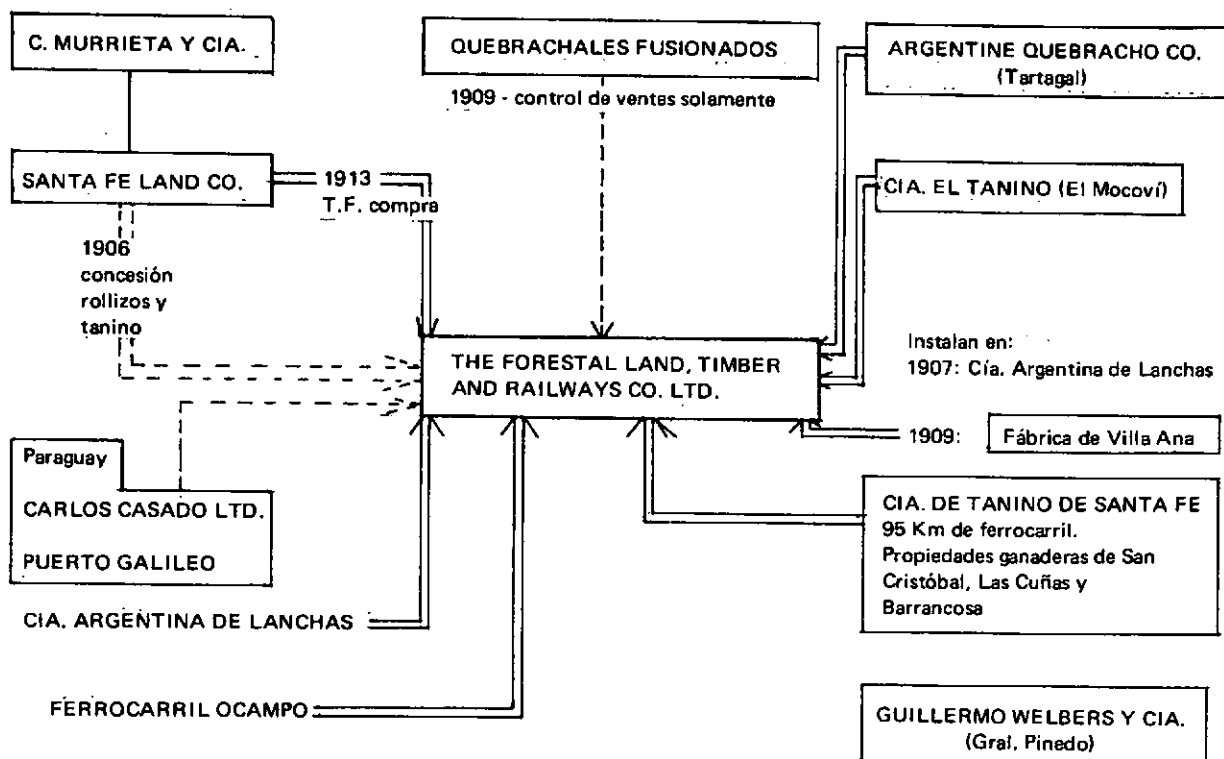 C. MURRIETA Y CIA.
QUEBRACHALES FUSIONADOS
1909 - control de ventas solamente
ARGENTINE QUEBRACHO CO.
(Tartagal)
SANTA FE LAND CO.
1913
T.F. compra
CIA. EL TANINO (El Mocoví)
1906
concesión
rollizos y
tanino
THE FORESTAL LAND, TIMBER
AND RAILWAYS CO. LTD.
Instalan en:
1907: Cía. Argentina de Lanchas
1909:
Fábrica de Villa Ana
Paraguay
CARLOS CASADO LTD.
PUERTO GALILEO
CIA. DE TANINO DE SANTA FE
95 Km de ferrocarril.
Propiedades ganaderas de San
Cristóbal, Las Cuñas y
Barrancosa
CIA. ARGENTINA DE LANCHAS
FERROCARRIL OCAMPO
GUILLERMO WELBERS Y CIA.
(Gral. Pinedo)